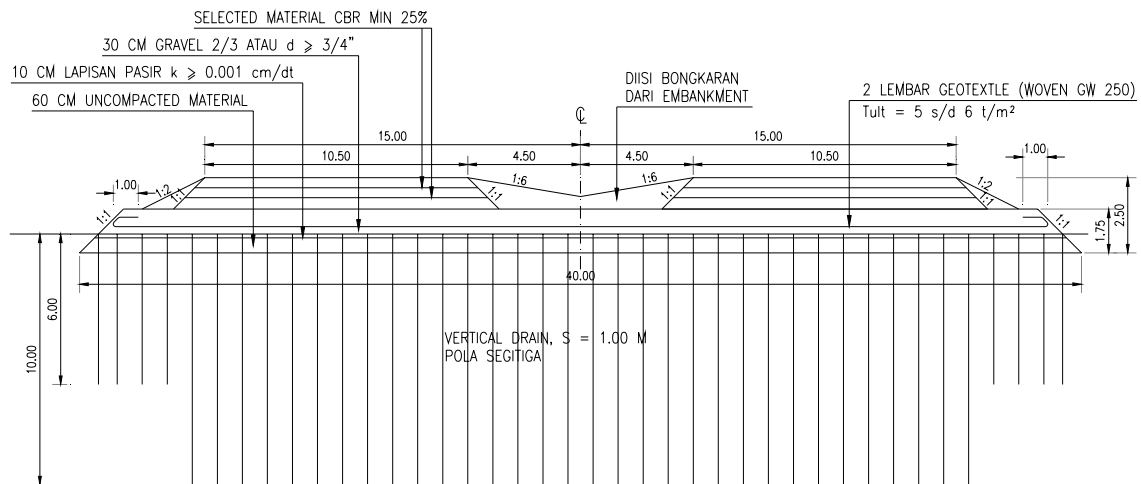 SELECTED MATERIAL CBR MIN 25%
30 CM GRAVEL 2/3 ATAU d ⩾ 3/4"
10 CM LAPISAN PASIR k ⩾ 0.001 cm/dt
60 CM UNCOMPACTED MATERIAL
DIISI BONGKARAN
DARI EMBANKMENT
2 LEMBAR GEOTEXTLE (WOVEN GW 250)
Tult = 5 s/d 6 t/m²
℄
15.00
15.00
10.50
4.50
4.50
10.50
1.00
1.00
1:1
1:2
1:1
1:6
1:1
1:6
1:1
1:2
1:1
1:1
1.75
2.50
40.00
6.00
10.00
VERTICAL DRAIN, S = 1.00 M
POLA SEGITIGA